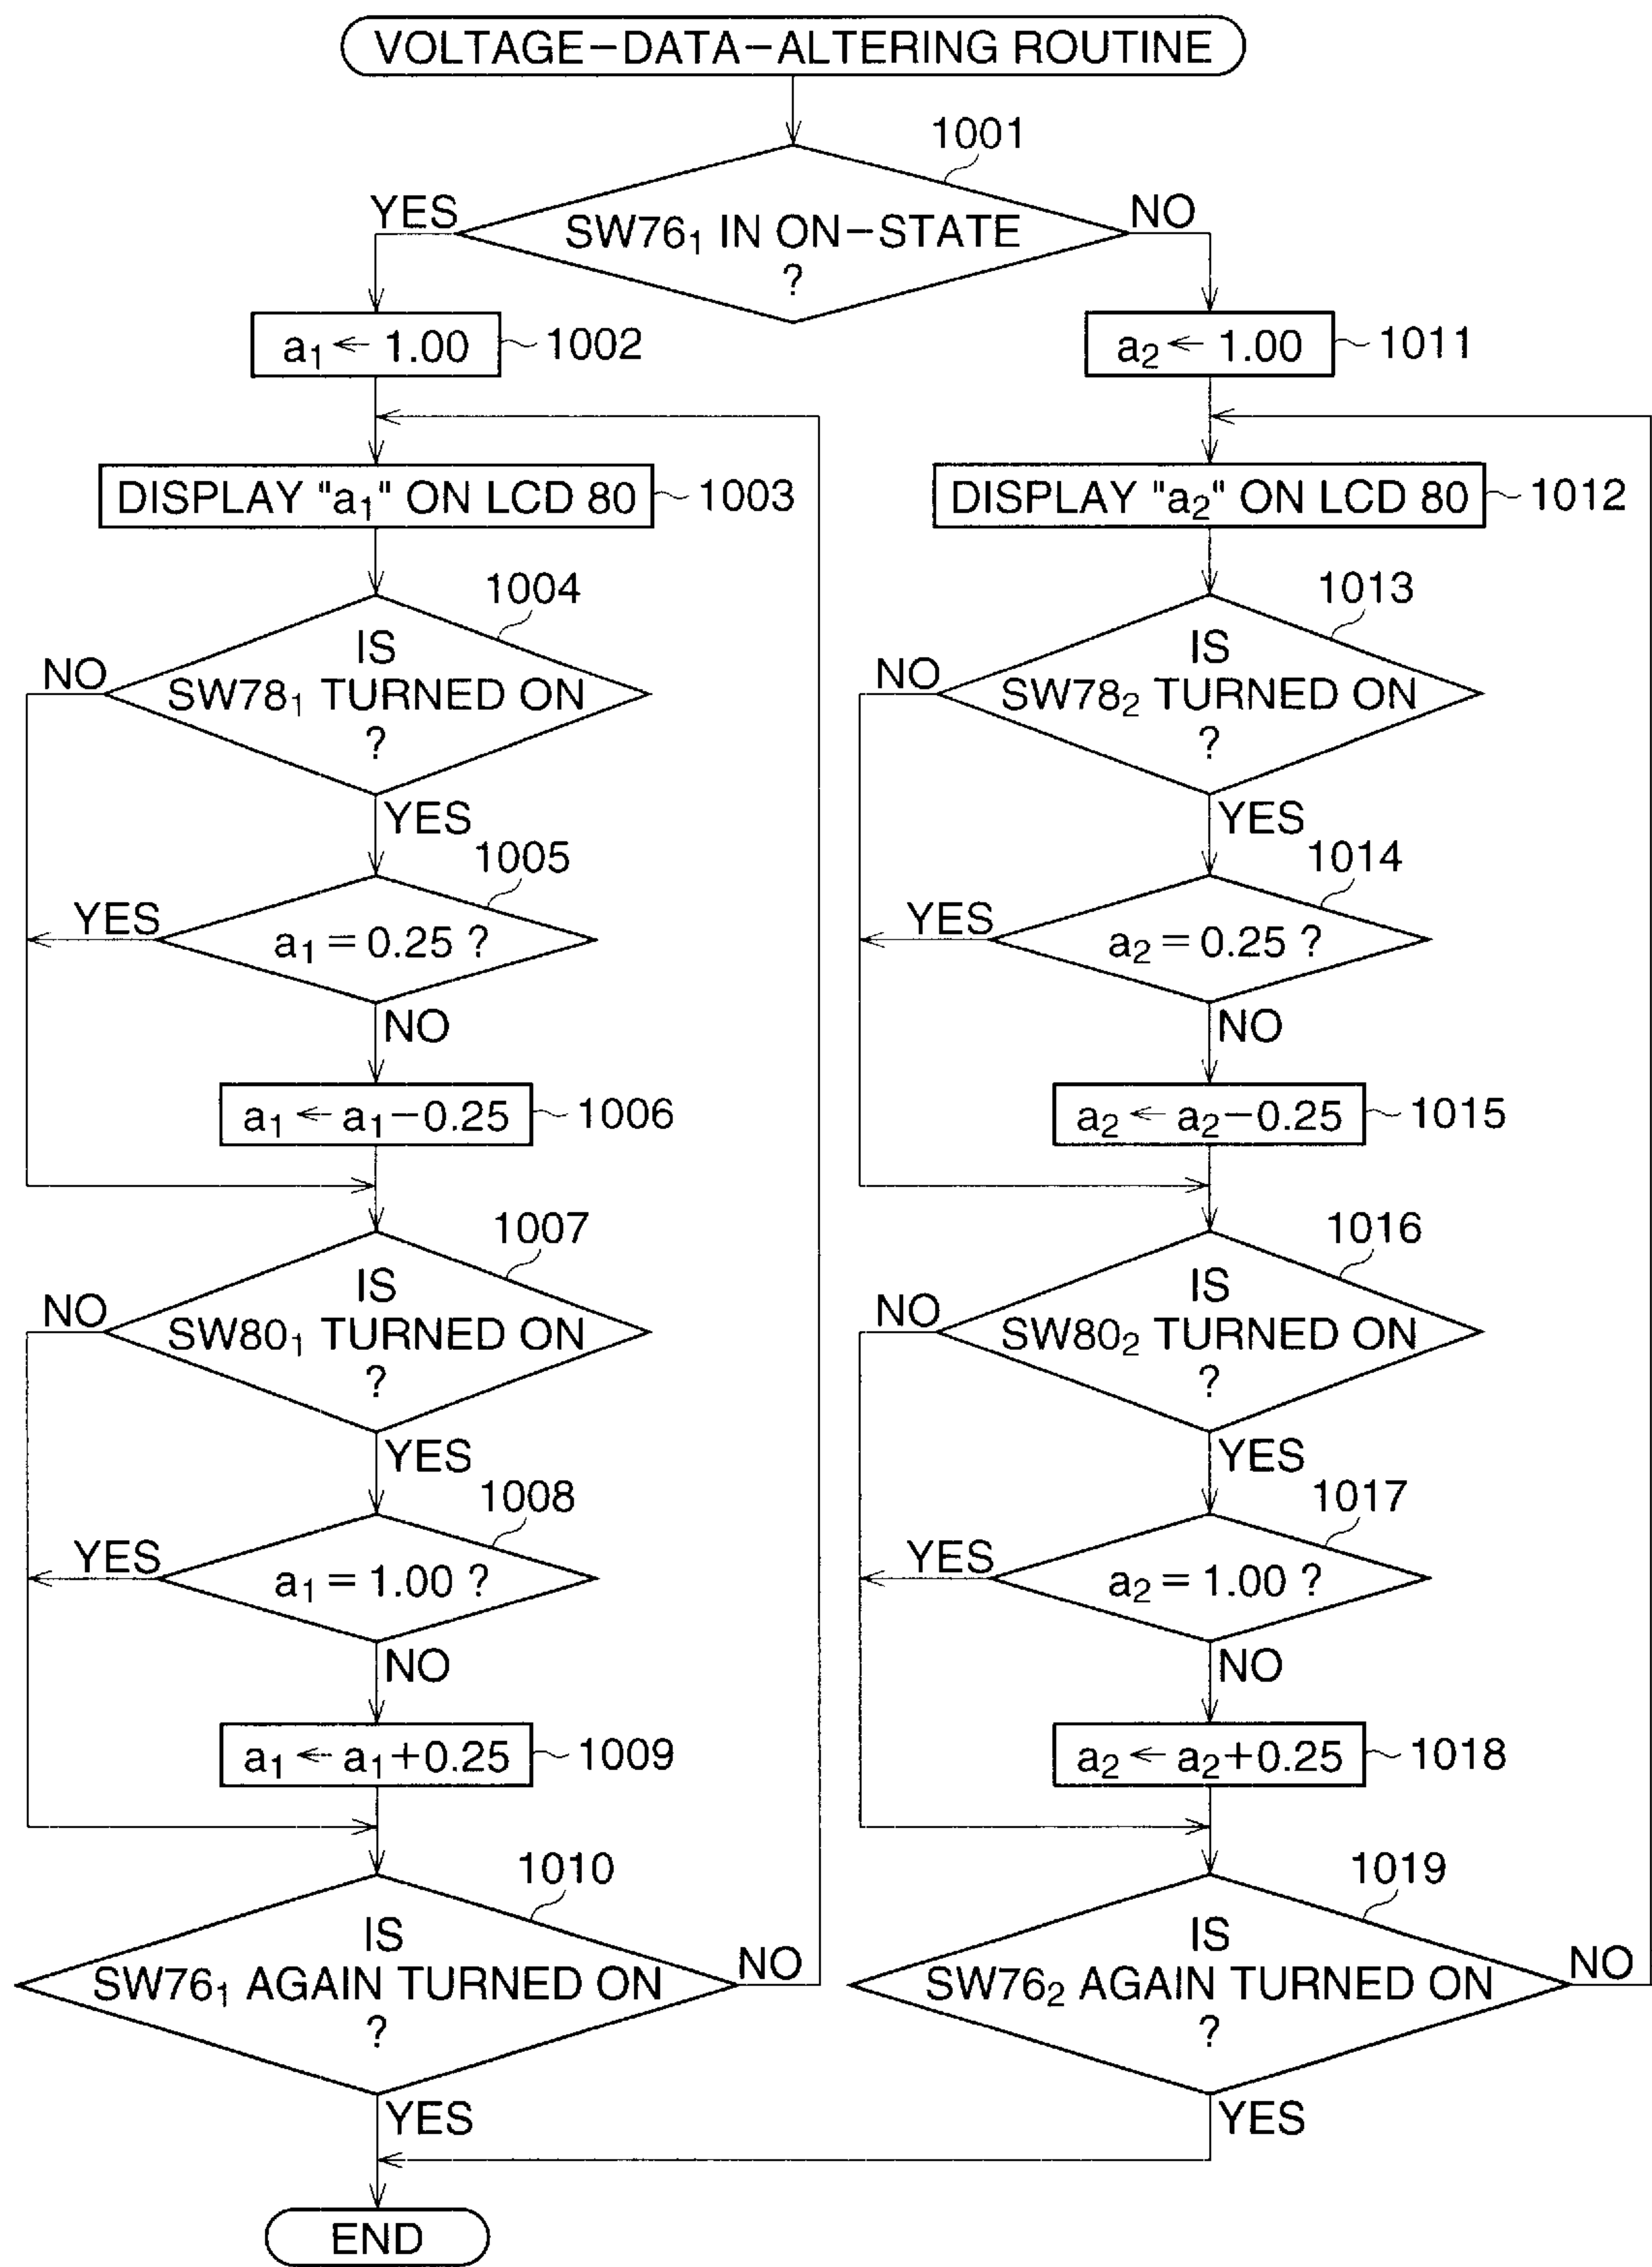 VOLTAGE-DATA-ALTERING ROUTINE
1001
YES
NO
SW76₁ IN ON-STATE
?
a₁ ← 1.00
1002
DISPLAY "a₁" ON LCD 80
1003
1004
NO
IS
SW78₁ TURNED ON
?
YES
1005
YES
a₁ = 0.25 ?
NO
a₁ ← a₁-0.25
1006
1007
NO
IS
SW80₁ TURNED ON
?
YES
1008
YES
a₁ = 1.00 ?
NO
a₁ ← a₁+0.25
1009
1010
IS
SW76₁ AGAIN TURNED ON
?
NO
YES
END
a₂ ← 1.00
1011
DISPLAY "a₂" ON LCD 80
1012
1013
NO
IS
SW78₂ TURNED ON
?
YES
1014
YES
a₂ = 0.25 ?
NO
a₂ ← a₂-0.25
1015
1016
NO
IS
SW80₂ TURNED ON
?
YES
1017
YES
a₂ = 1.00 ?
NO
a₂ ← a₂+0.25
1018
1019
IS
SW76₂ AGAIN TURNED ON
?
NO
YES